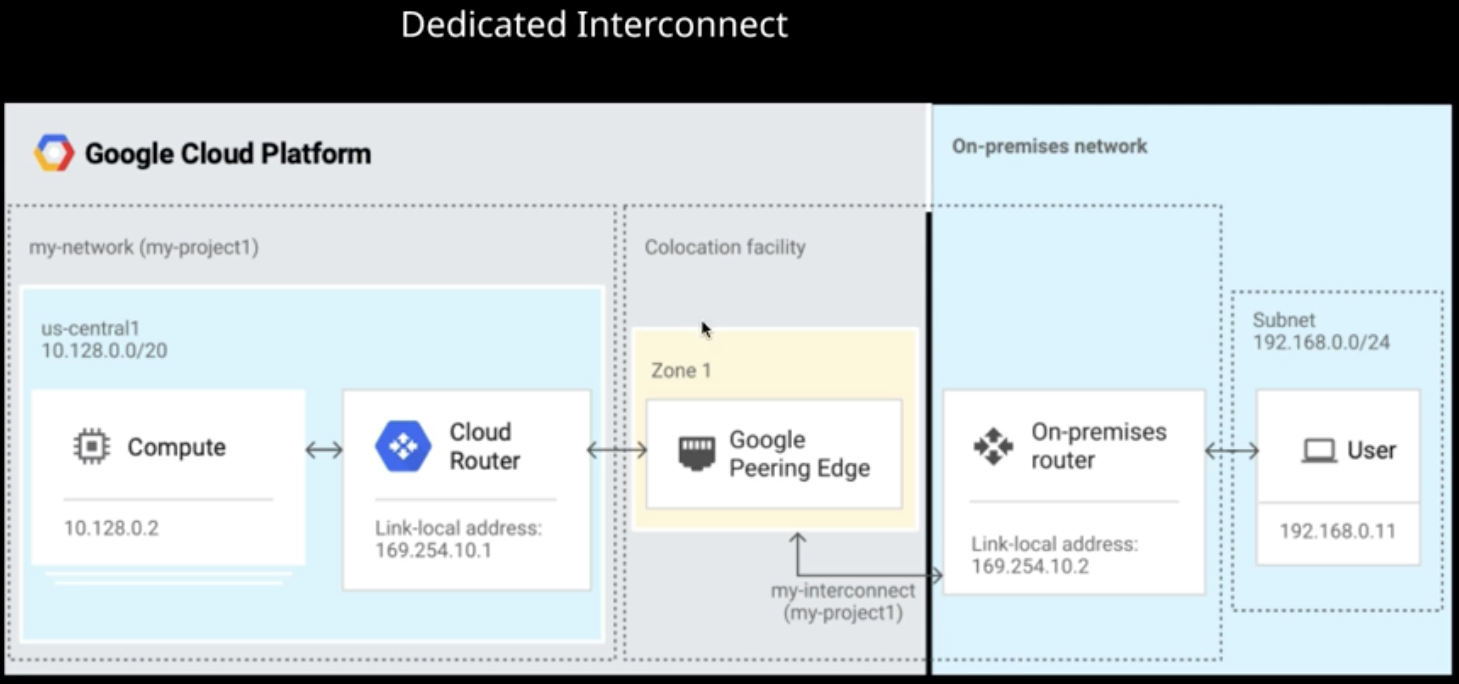 Dedicated Interconnect
Google Cloud Platform
On-premises network
my-network (my-project1)
Colocation facility
us-central1
10.128.0.0/20
Zone 1
Subnet
192.168.0.0/24
Compute
10.128.0.2
Cloud
Router
Link-local address:
169.254.10.1
Google
Peering Edge
my-interconnect
(my-project1)
On-premises
router
Link-local address:
169.254.10.2
User
192.168.0.11